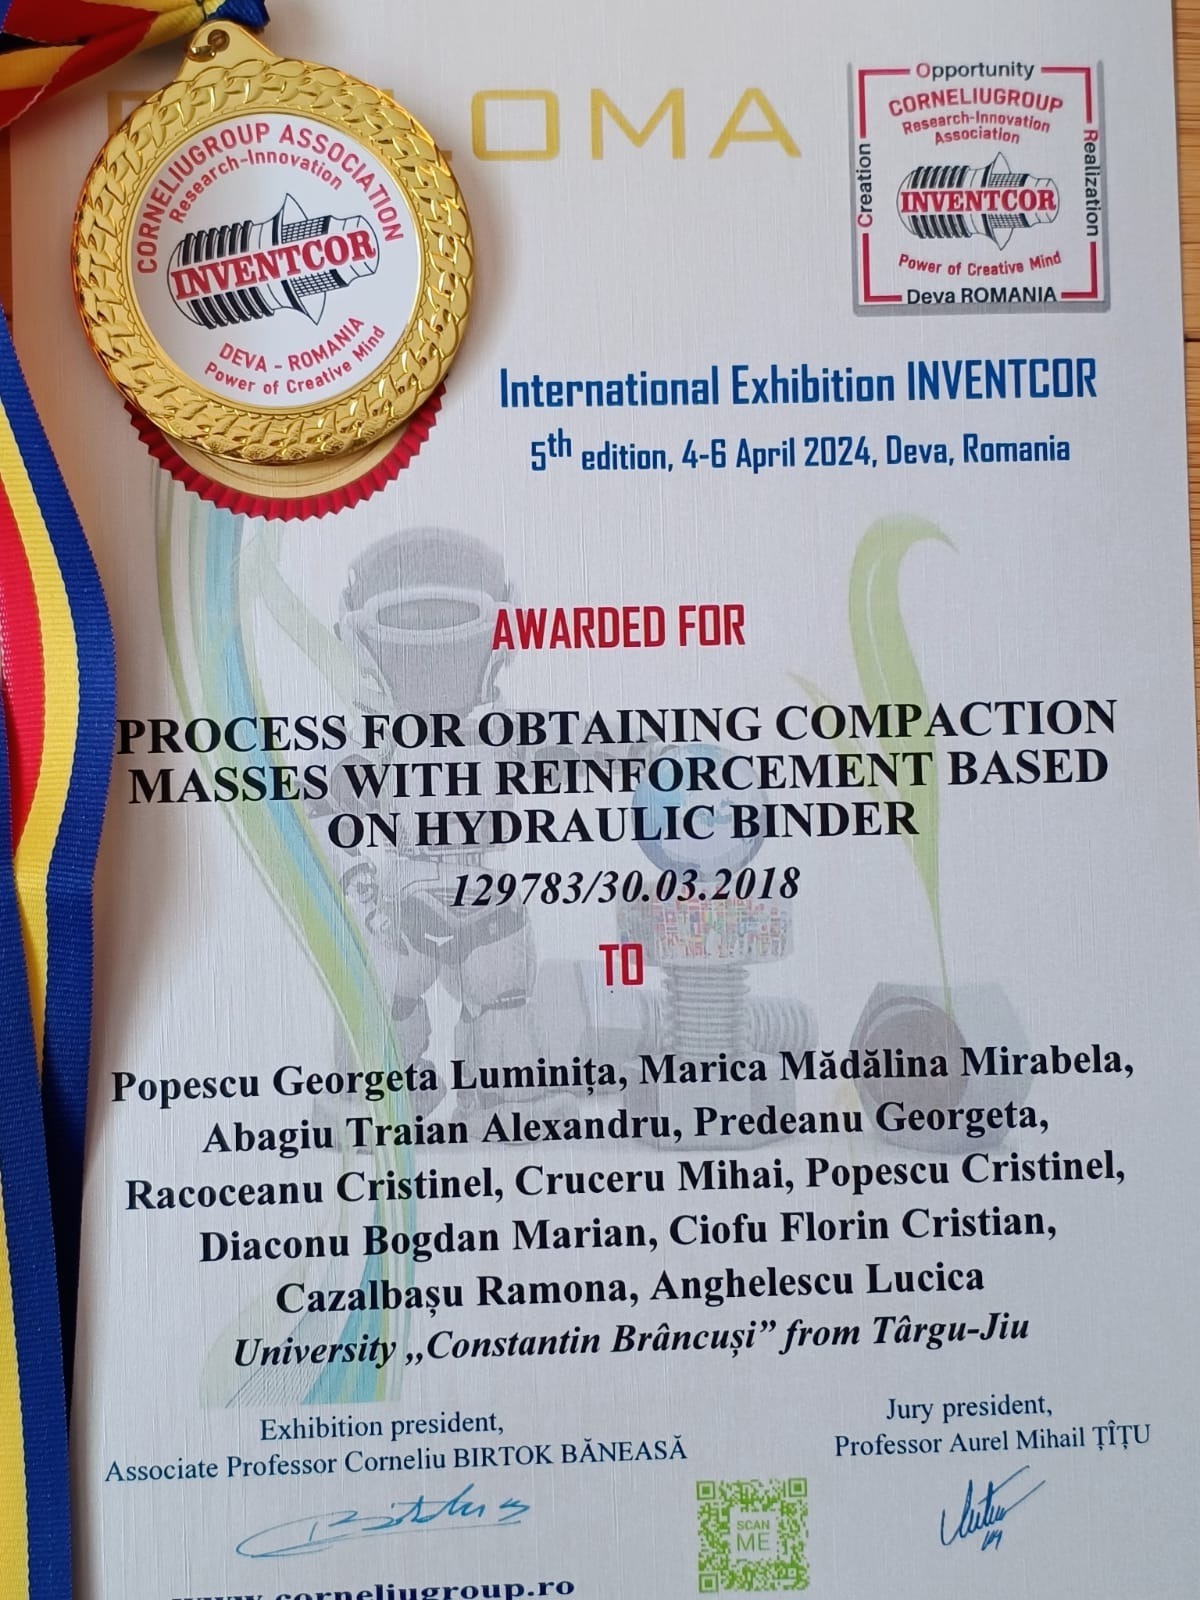 CORNELIUGROUP ASSOCIATION
Research-Innovation
INVENTCOR
DEVA - ROMANIA
Power of Creative Mind
Opportunity
CORNELIUGROUP
Research-Innovation
Association
Creation
Realization
INVENTCOR
Power of Creative Mind
Deva ROMANIA
International Exhibition INVENTCOR
5th edition, 4-6 April 2024, Deva, Romania
AWARDED FOR
PROCESS FOR OBTAINING COMPACTION
MASSES WITH REINFORCEMENT BASED
ON HYDRAULIC BINDER
129783/30.03.2018
TO
Popescu Georgeta Luminița, Marica Mădălina Mirabela,
Abagiu Traian Alexandru, Predeanu Georgeta,
Racoceanu Cristinel, Cruceru Mihai, Popescu Cristinel,
Diaconu Bogdan Marian, Ciofu Florin Cristian,
Cazalbașu Ramona, Anghelescu Lucica
University „Constantin Brâncuși” from Târgu-Jiu
Exhibition president,
Associate Professor Corneliu BIRTOK BĂNEASĂ
Jury president,
Professor Aurel Mihail ȚÎȚU
SCAN
ME
www.corneliugroup.ro